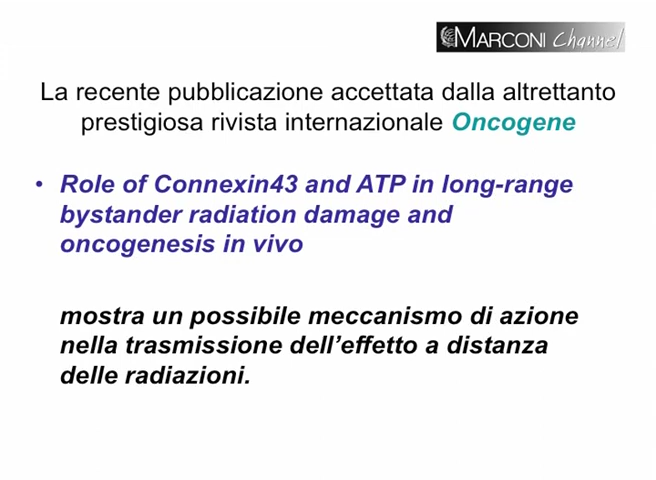 MARCONI Channel
La recente pubblicazione accettata dalla altrettanto
prestigiosa rivista internazionale Oncogene
• Role of Connexin43 and ATP in long-range
bystander radiation damage and
oncogenesis in vivo
mostra un possibile meccanismo di azione
nella trasmissione dell’effetto a distanza
delle radiazioni.